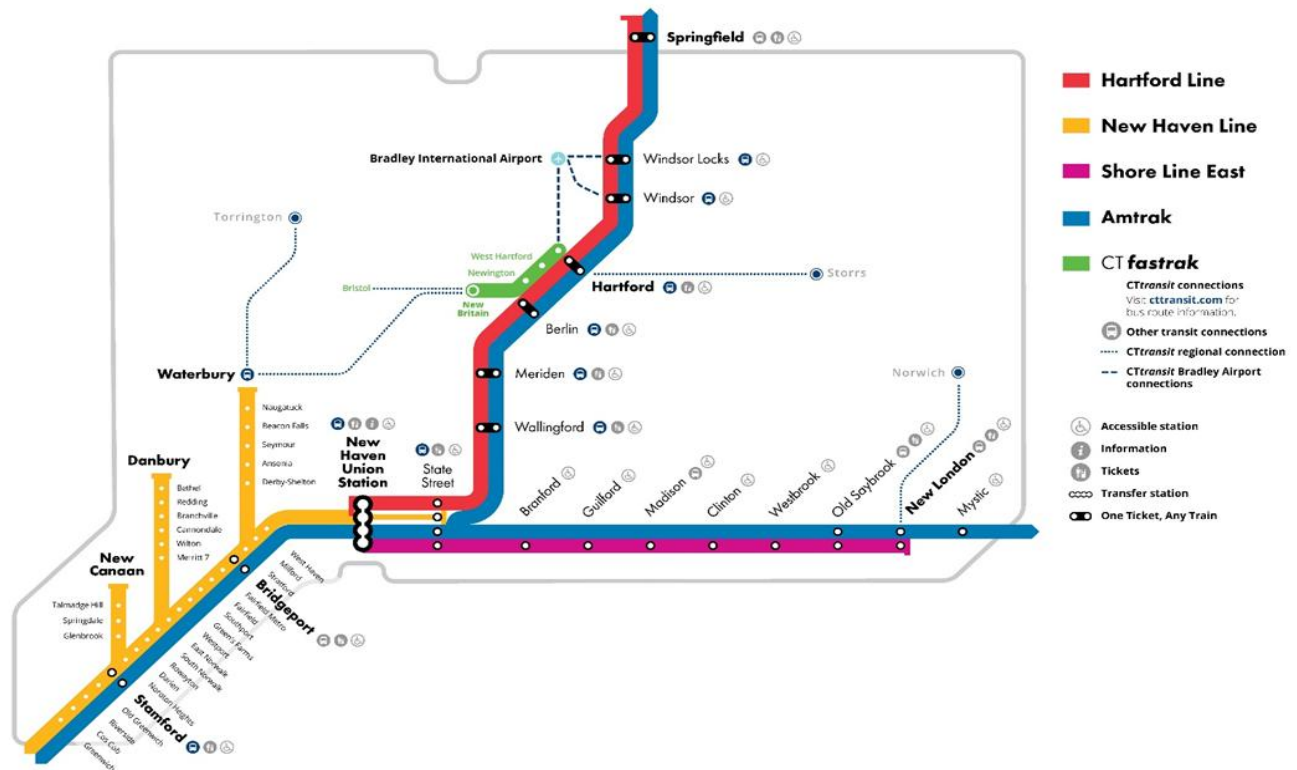 Springfield
Bradley International Airport
Windsor Locks
Windsor
Torrington
West Hartford
Newington
Bristol
New
Britain
Hartford
Storrs
Berlin
Waterbury
Meriden
Norwich
Wallingford
Naugatuck
Beacon Falls
Seymour
Ansonia
Derby-Shelton
New
Haven
Union
Station
State
Street
Danbury
Bethel
Redding
Branchville
Cannondale
Wilton
Merritt 7
New
Canaan
Talmadge Hill
Springdale
Glenbrook
Branford
Guilford
Madison
Clinton
Westbrook
Old Saybrook
New London
Mystic
West Haven
Milford
Stratford
Bridgeport
Fairfield Metro
Fairfield
Southport
Green's Farms
Westport
East Norwalk
South Norwalk
Rowayton
Darien
Noroton Heights
Stamford
Old Greenwich
Riverside
Cos Cob
Greenwich
Hartford Line
New Haven Line
Shore Line East
Amtrak
CT fastrak
CTtransit connections
Visit cttransit.com for
bus route information.
Other transit connections
CTtransit regional connection
CTtransit Bradley Airport
connections
Accessible station
i Information
Tickets
Transfer station
One Ticket, Any Train